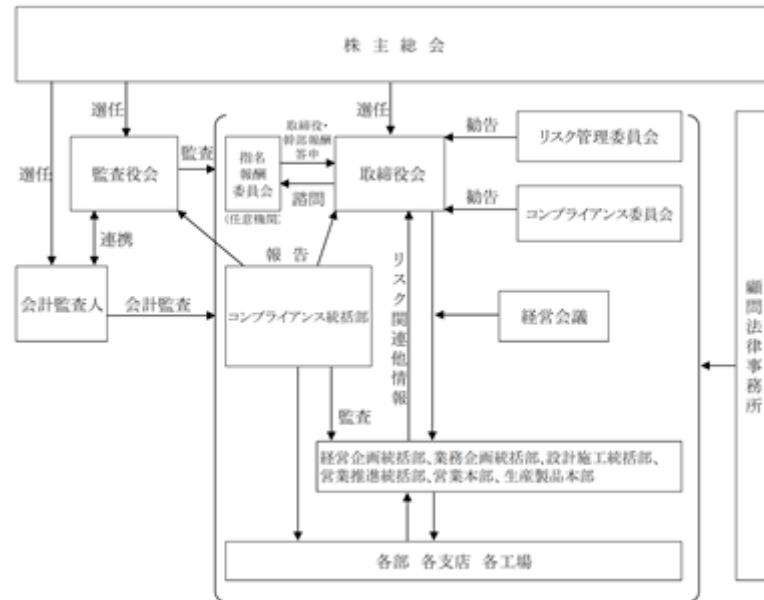 株主総会
選任
選任
選任
監査役会
監査
指名
報酬
委員会
(任意機関)
取締役・
幹部報酬
答申
諮問
取締役会
勧告
リスク管理委員会
勧告
コンプライアンス委員会
連携
報告
会計監査人
会計監査
コンプライアンス統括部
リスク関連他情報
経営会議
顧問法律事務所
監査
経営企画統括部、業務企画統括部、設計施工統括部、
営業推進統括部、営業本部、生産製品本部
各部 各支店 各工場